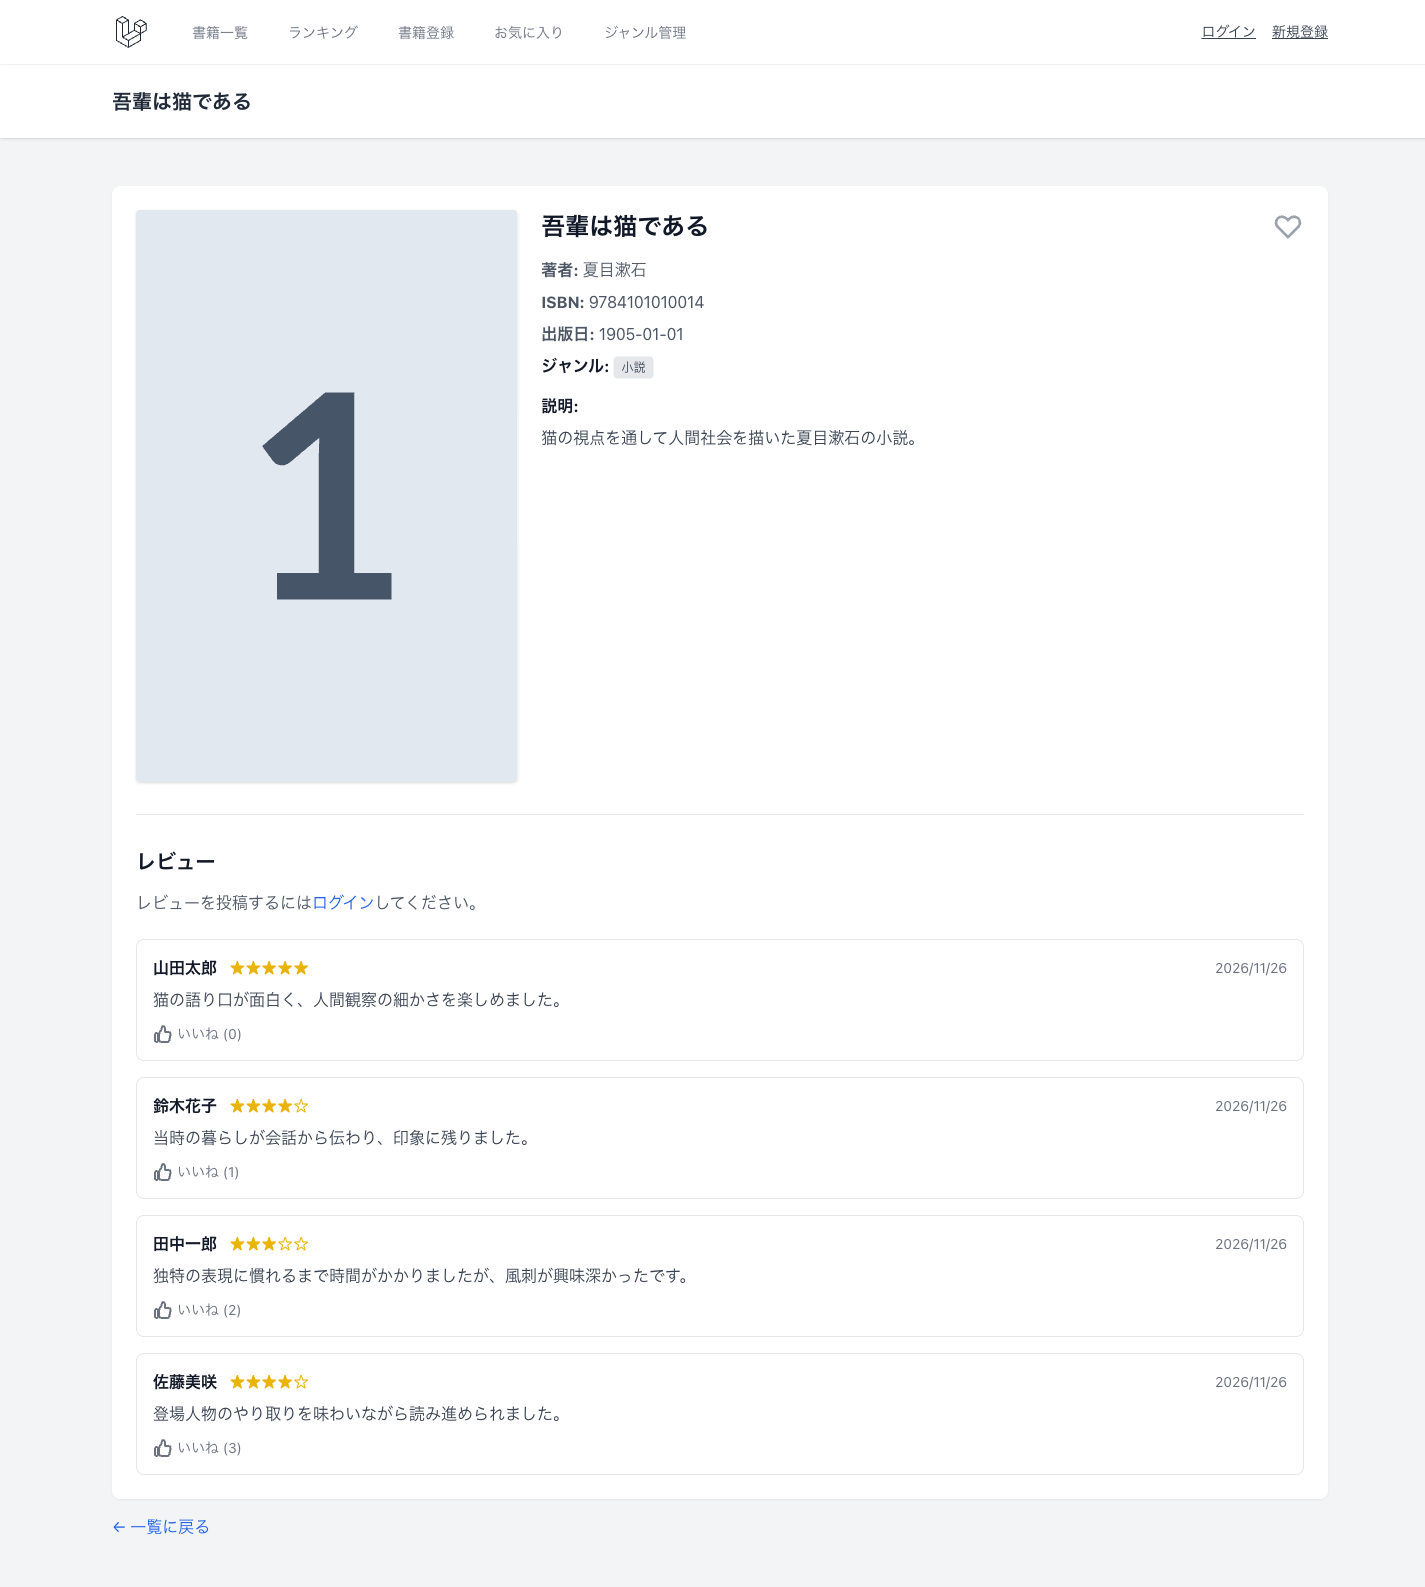 書籍一覧 ランキング 書籍登録 お気に入り ジャンル管理 ログイン 新規登録
吾輩は猫である
1
吾輩は猫である
著者: 夏目漱石
ISBN: 9784101010014
出版日: 1905-01-01
ジャンル: 小説
説明:
猫の視点を通して人間社会を描いた夏目漱石の小説。
レビュー
レビューを投稿するにはログインしてください。
山田太郎 ★★★★★ 2026/11/26
猫の語り口が面白く、人間観察の細かさを楽しめました。
いいね (0)
鈴木花子 ★★★★☆ 2026/11/26
当時の暮らしが会話から伝わり、印象に残りました。
いいね (1)
田中一郎 ★★★☆☆ 2026/11/26
独特の表現に慣れるまで時間がかかりましたが、風刺が興味深かったです。
いいね (2)
佐藤美咲 ★★★★☆ 2026/11/26
登場人物のやり取りを味わいながら読み進められました。
いいね (3)
← 一覧に戻る